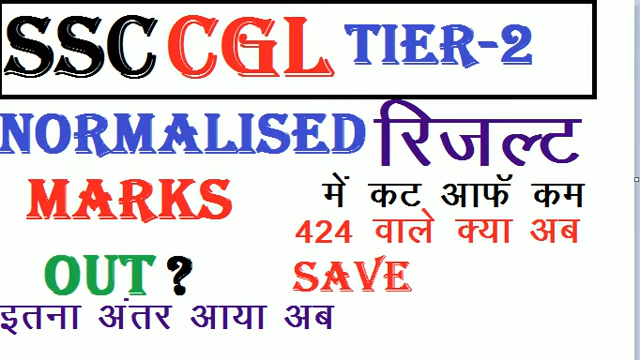 SSC CGL TIER-2
NORMALISED रिजल्ट
MARKS में कट आफॅ कम
424 वाले क्या अब
OUT ? SAVE
इतना अंतर आया अब